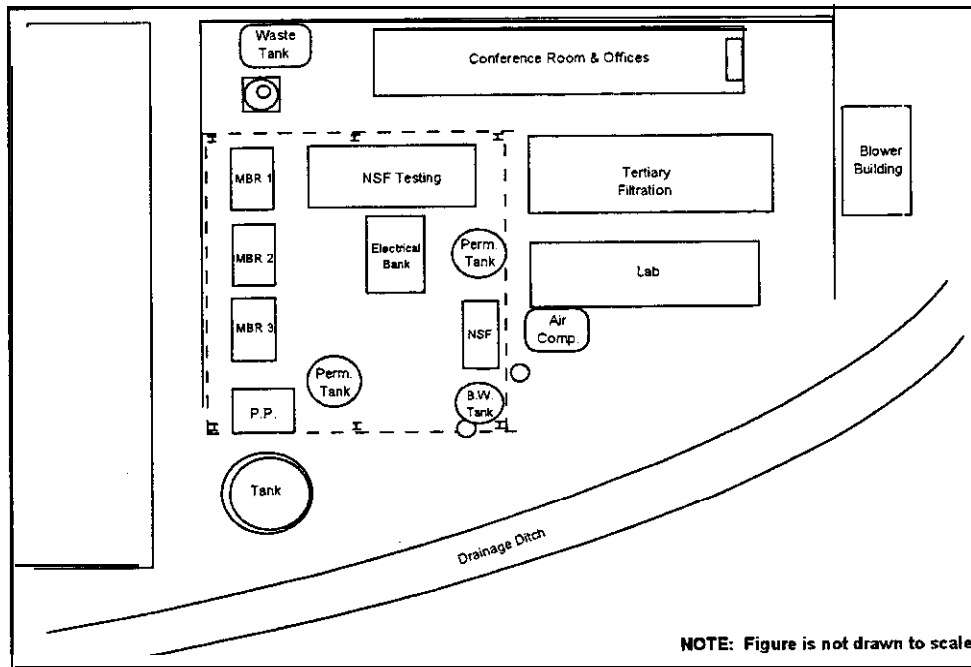 Waste
Tank
Conference Room & Offices
Blower
Building
MBR 1
NSF Testing
Tertiary
Filtration
MBR 2
Electrical
Bank
Perm.
Tank
Lab
MBR 3
NSF
Air
Comp.
Perm.
Tank
P.P.
B.W.
Tank
Tank
Drainage Ditch
NOTE: Figure is not drawn to scale